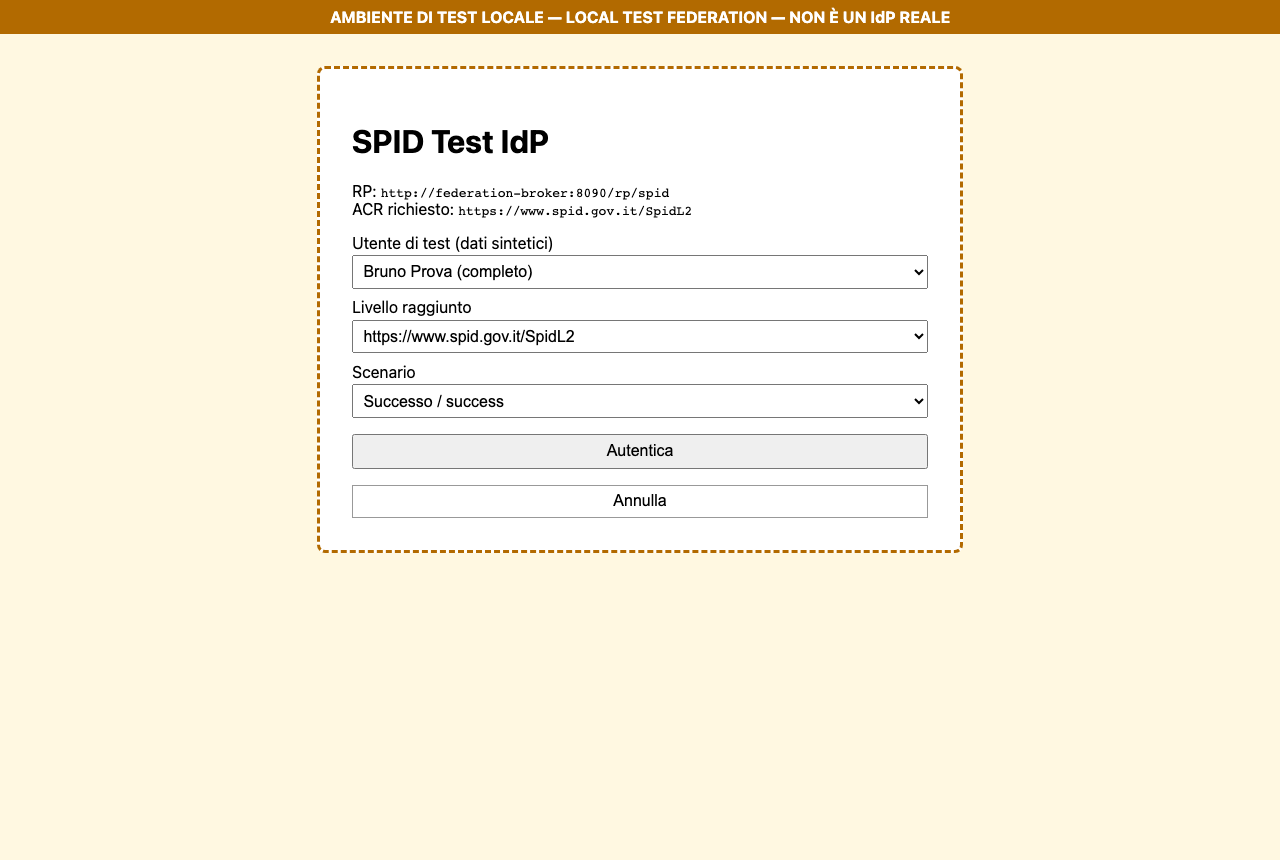 AMBIENTE DI TEST LOCALE — LOCAL TEST FEDERATION — NON È UN IdP REALE
SPID Test IdP
RP: http://federation-broker:8090/rp/spid
ACR richiesto: https://www.spid.gov.it/SpidL2
Utente di test (dati sintetici)
Bruno Prova (completo)
Livello raggiunto
https://www.spid.gov.it/SpidL2
Scenario
Successo / success
Autentica
Annulla